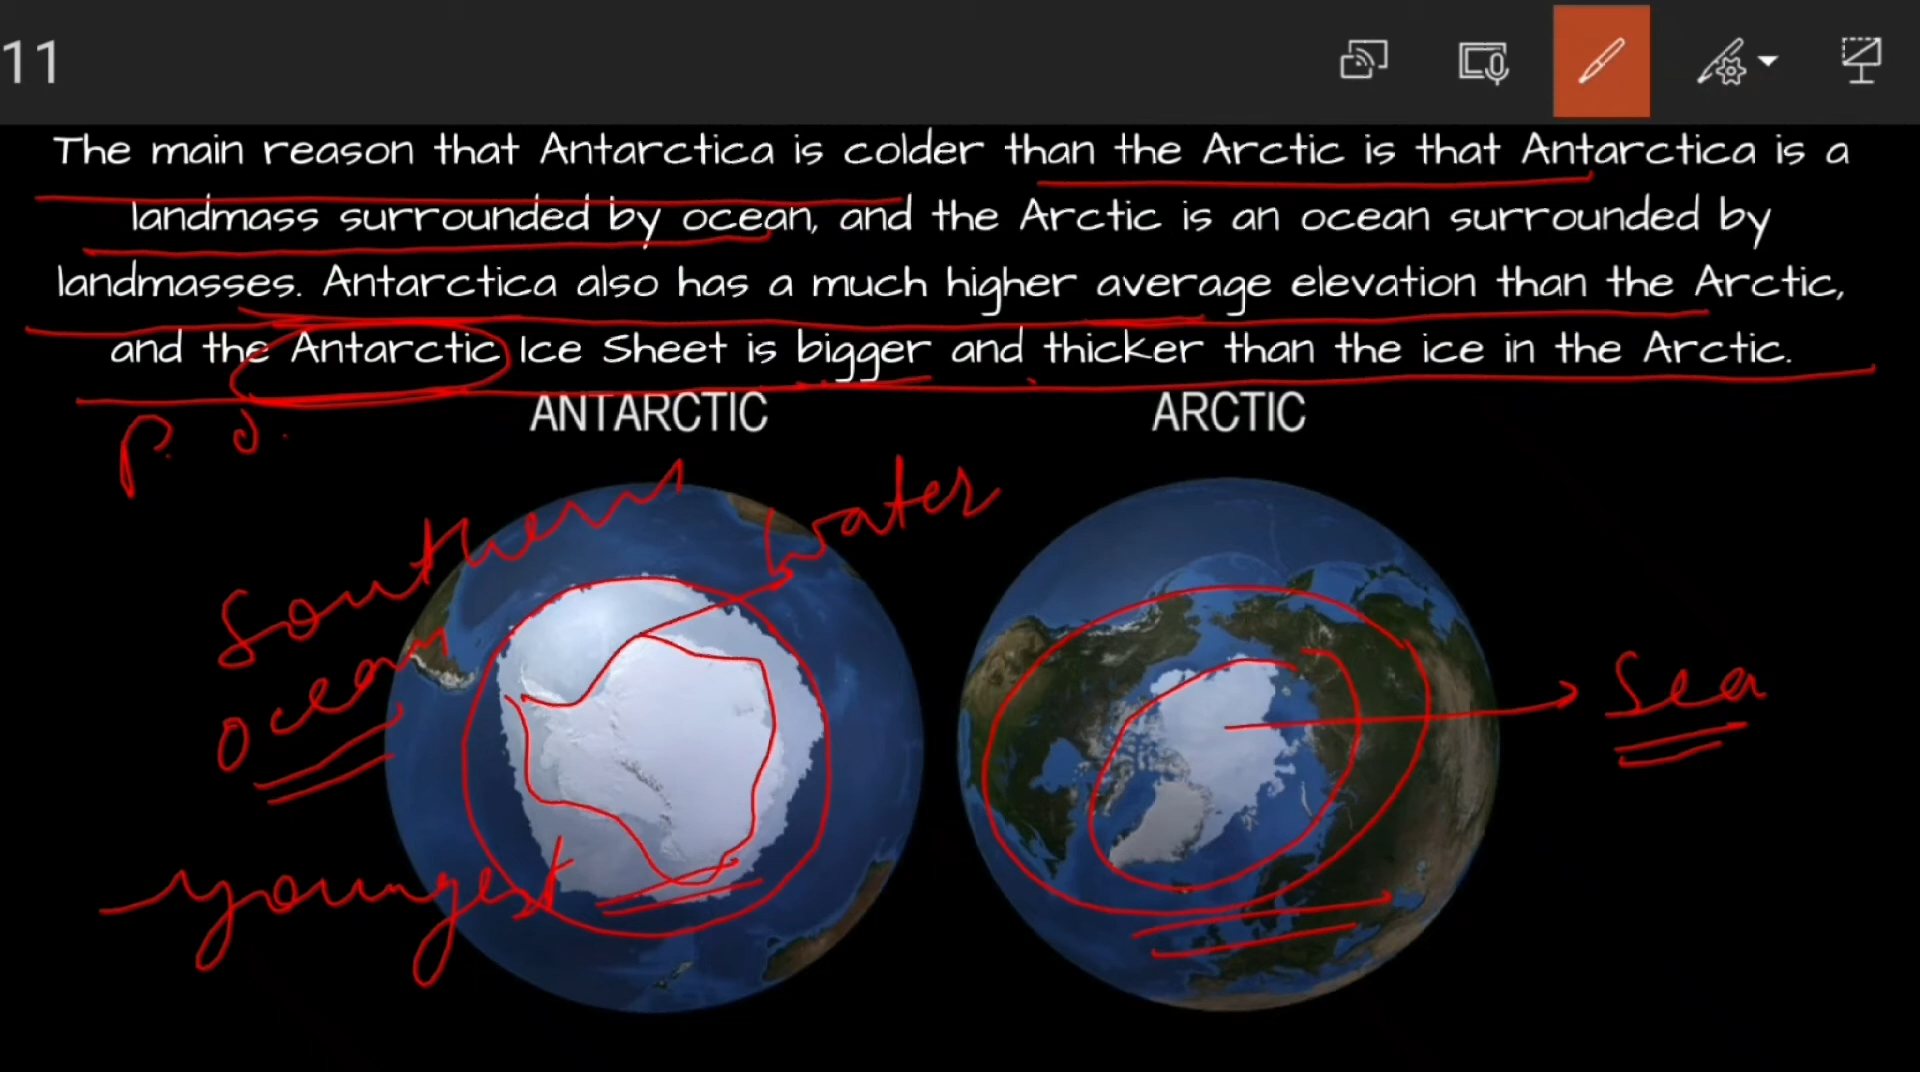 11
The main reason that Antarctica is colder than the Arctic is that Antarctica is a
landmass surrounded by ocean, and the Arctic is an ocean surrounded by
landmasses. Antarctica also has a much higher average elevation than the Arctic,
and the Antarctic Ice Sheet is bigger and thicker than the ice in the Arctic.
ANTARCTIC ARCTIC
P. O.
Southern
water
ocean
Sea
youngest